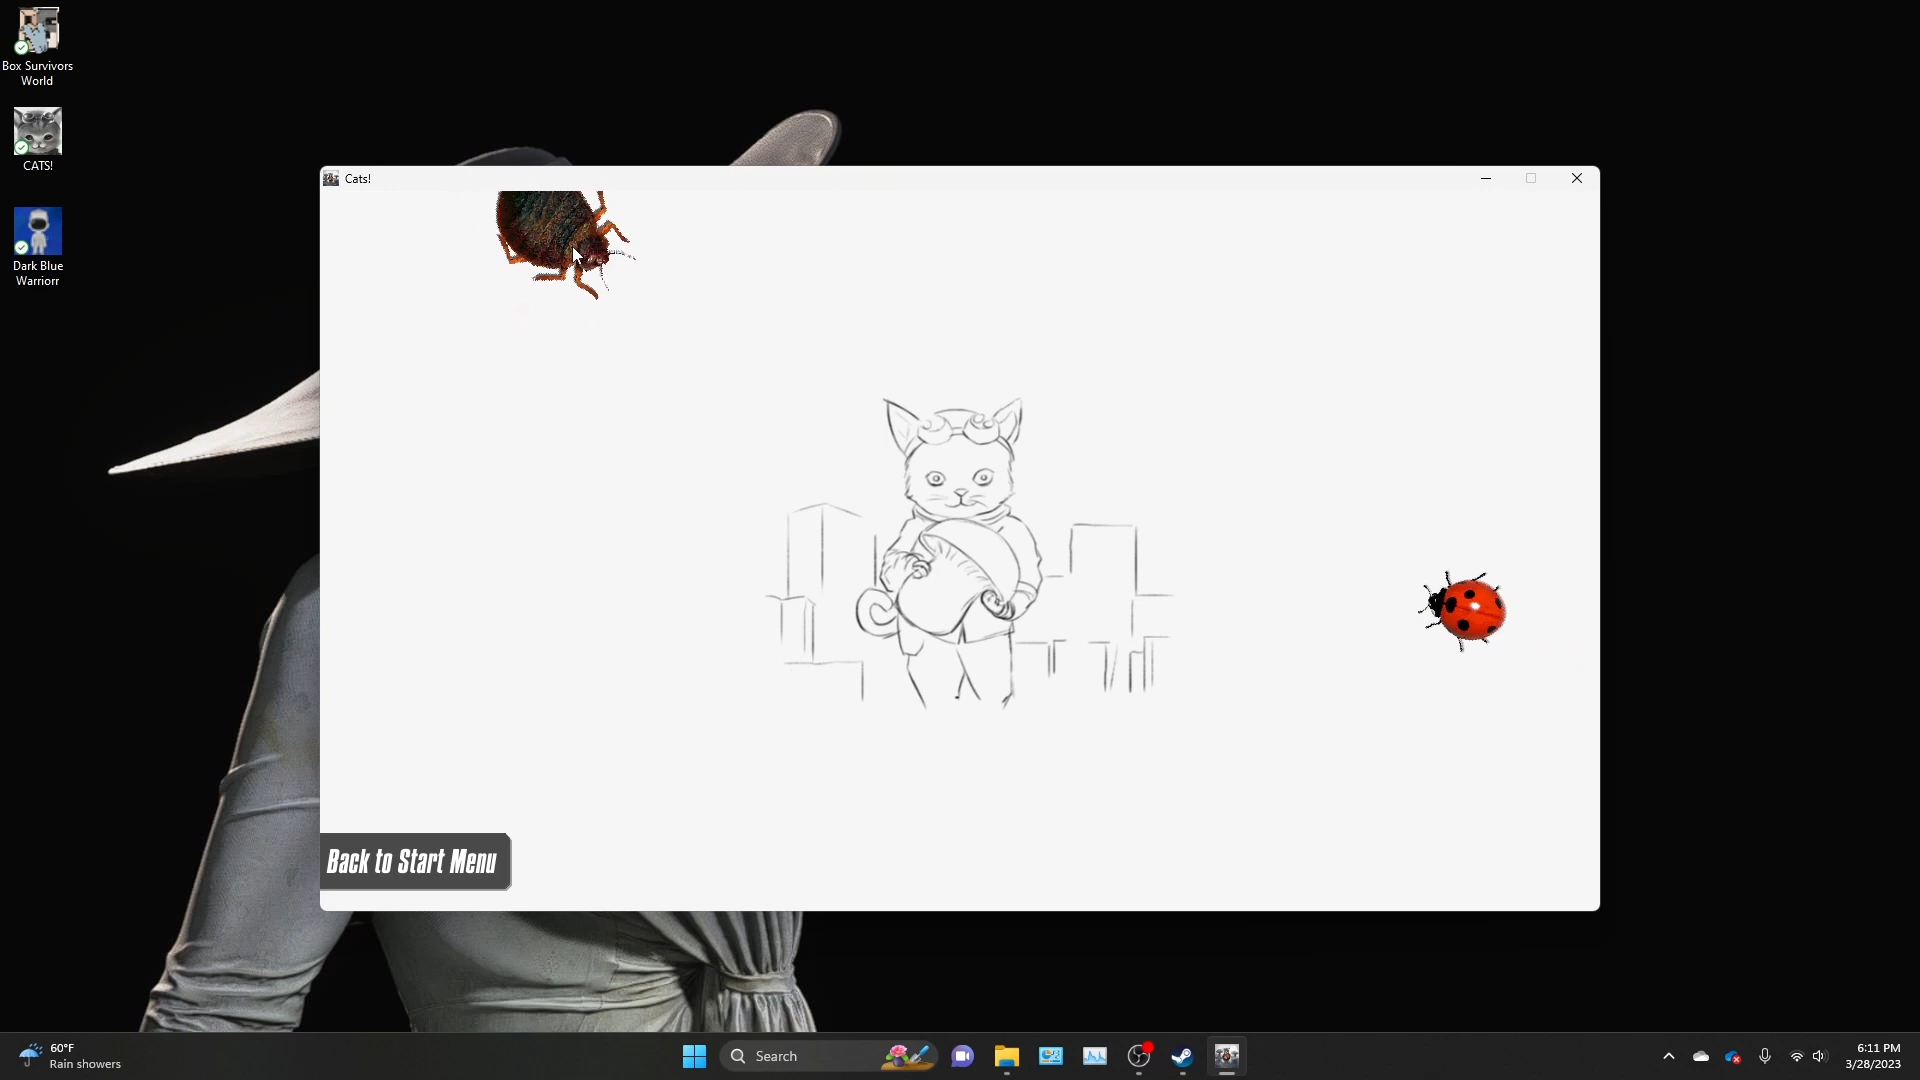 Box Survivors
World
CATS!
Dark Blue
Warriorr
Cats!
Back to Start Menu
60°F
Rain showers
Search
6:11 PM
3/28/2023